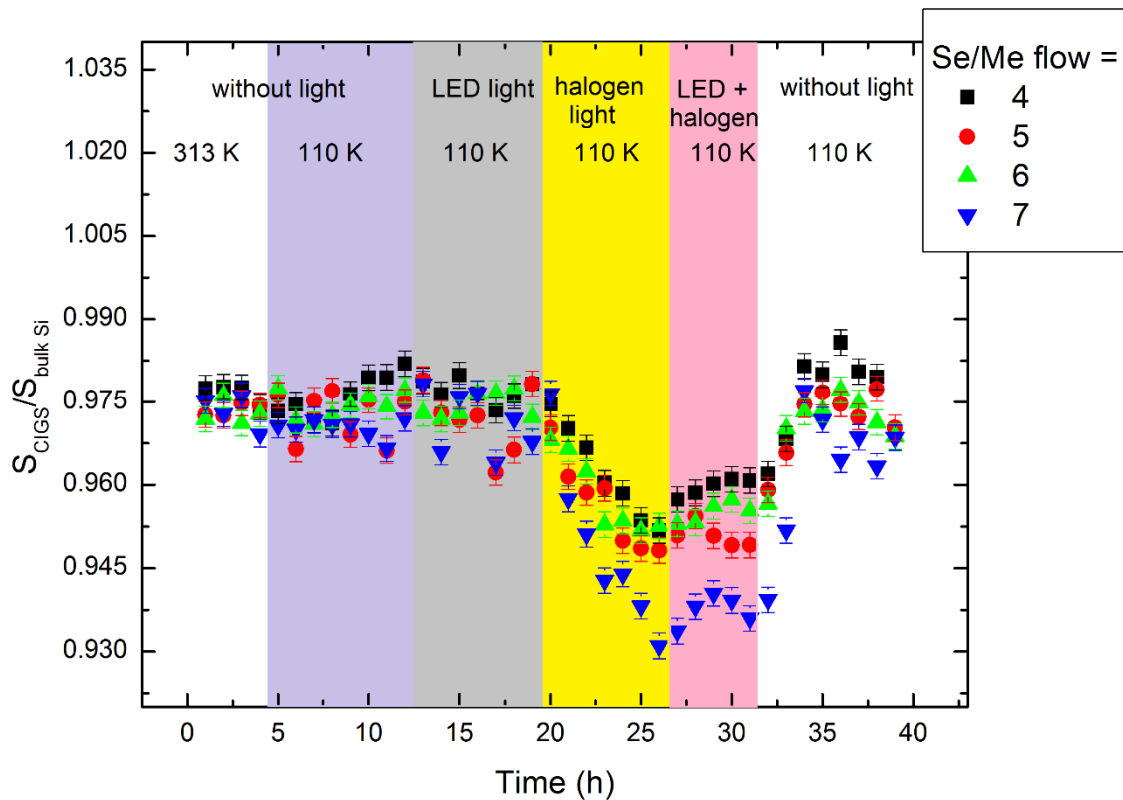 Se/Me flow =
4
5
6
7
without light
LED light
halogen
light
LED +
halogen
without light
313 K
110 K
110 K
110 K
110 K
110 K
1.035
1.020
1.005
0.990
0.975
0.960
0.945
0.930
S_CIGS/S_bulk Si
0
5
10
15
20
25
30
35
40
Time (h)